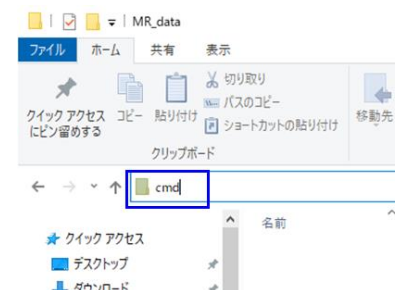 MR_data
ファイル ホーム 共有 表示
クイック アクセスにピン留めする
コピー
貼り付け
切り取り
パスのコピー
ショートカットの貼り付け
移動先
クリップボード
cmd
名前
クイック アクセス
デスクトップ
ダウンロード